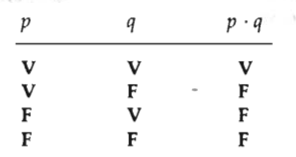 p q p · q
V V V
V F F
F V F
F F F